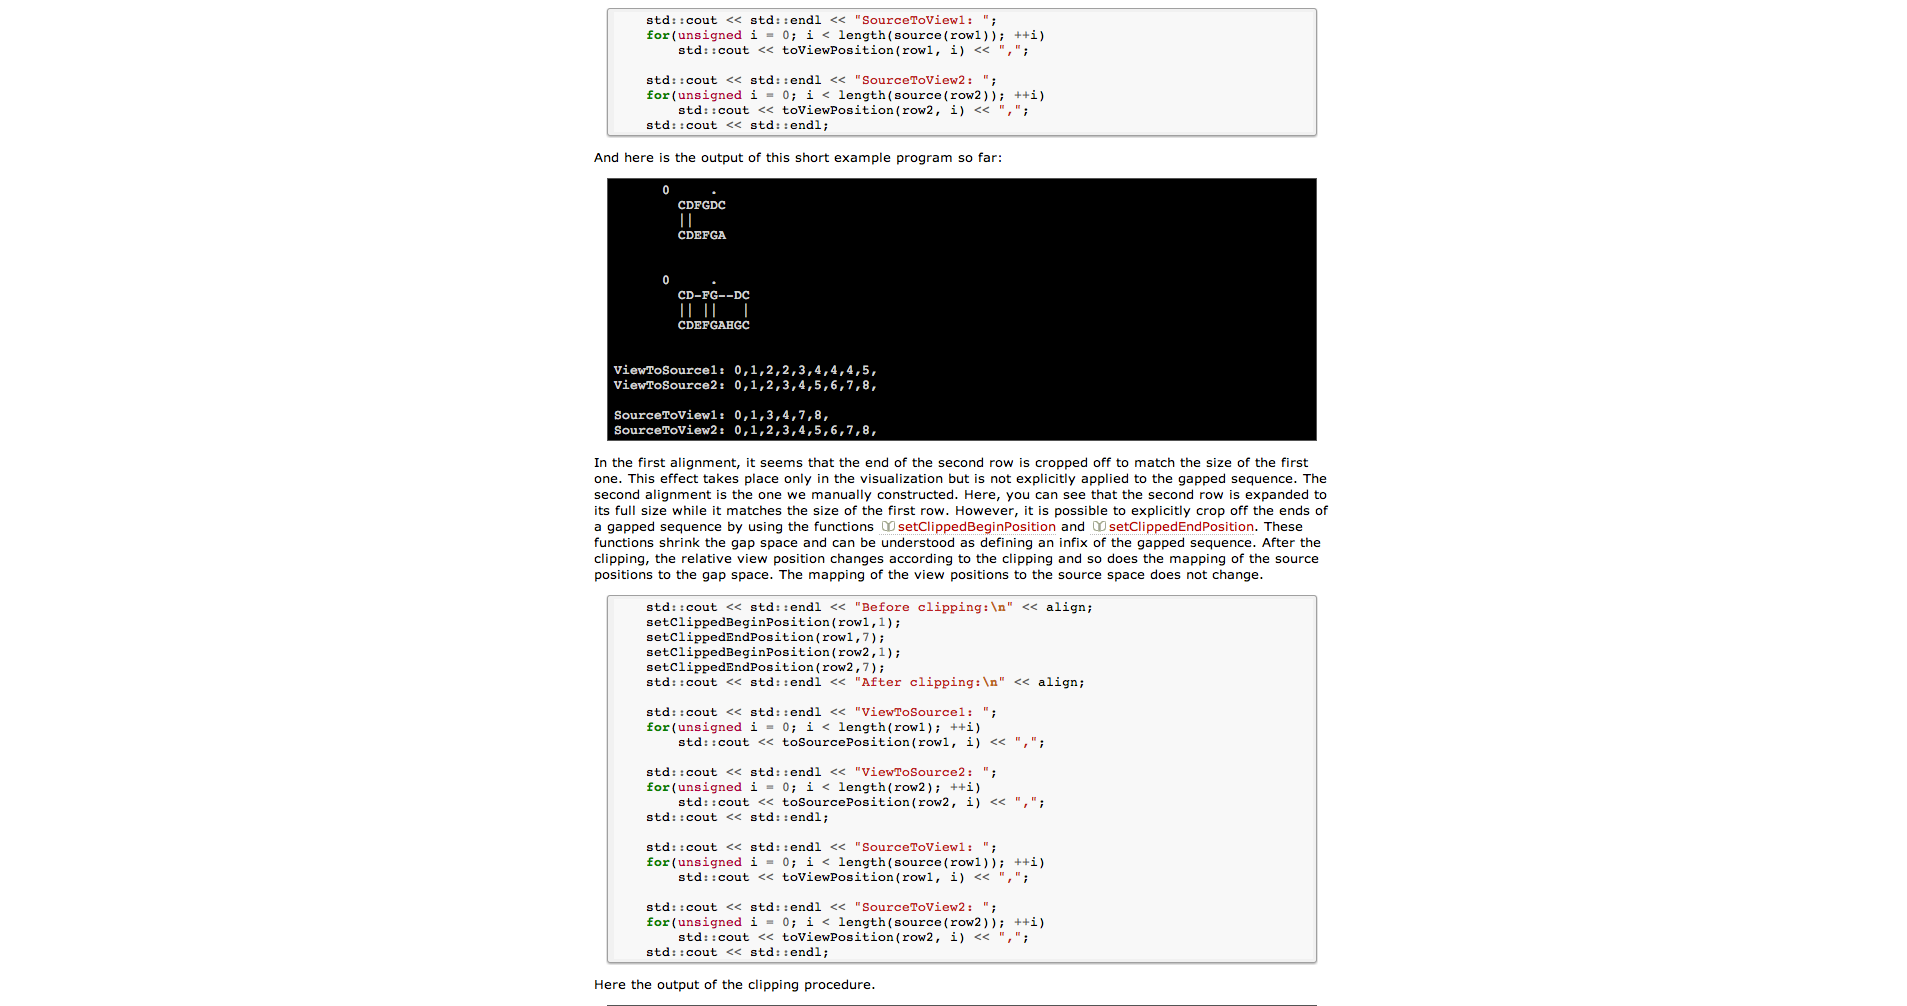 std::cout << std::endl << "SourceToView1: ";
for(unsigned i = 0; i < length(source(row1)); ++i)
std::cout << toViewPosition(row1, i) << ",";
std::cout << std::endl << "SourceToView2: ";
for(unsigned i = 0; i < length(source(row2)); ++i)
std::cout << toViewPosition(row2, i) << ",";
std::cout << std::endl;
And here is the output of this short example program so far:
0     .
CDFGDC
||
CDEFGA
0     .
CD-FG--DC
|| ||   |
CDEFGAHGC
ViewToSource1: 0,1,2,2,3,4,4,4,5,
ViewToSource2: 0,1,2,3,4,5,6,7,8,
SourceToView1: 0,1,3,4,7,8,
SourceToView2: 0,1,2,3,4,5,6,7,8,
In the first alignment, it seems that the end of the second row is cropped off to match the size of the first
one. This effect takes place only in the visualization but is not explicitly applied to the gapped sequence. The
second alignment is the one we manually constructed. Here, you can see that the second row is expanded to
its full size while it matches the size of the first row. However, it is possible to explicitly crop off the ends of
a gapped sequence by using the functions setClippedBeginPosition and setClippedEndPosition. These
functions shrink the gap space and can be understood as defining an infix of the gapped sequence. After the
clipping, the relative view position changes according to the clipping and so does the mapping of the source
positions to the gap space. The mapping of the view positions to the source space does not change.
std::cout << std::endl << "Before clipping:\n" << align;
setClippedBeginPosition(row1,1);
setClippedEndPosition(row1,7);
setClippedBeginPosition(row2,1);
setClippedEndPosition(row2,7);
std::cout << std::endl << "After clipping:\n" << align;
std::cout << std::endl << "ViewToSource1: ";
for(unsigned i = 0; i < length(row1); ++i)
std::cout << toSourcePosition(row1, i) << ",";
std::cout << std::endl << "ViewToSource2: ";
for(unsigned i = 0; i < length(row2); ++i)
std::cout << toSourcePosition(row2, i) << ",";
std::cout << std::endl;
std::cout << std::endl << "SourceToView1: ";
for(unsigned i = 0; i < length(source(row1)); ++i)
std::cout << toViewPosition(row1, i) << ",";
std::cout << std::endl << "SourceToView2: ";
for(unsigned i = 0; i < length(source(row2)); ++i)
std::cout << toViewPosition(row2, i) << ",";
std::cout << std::endl;
Here the output of the clipping procedure.